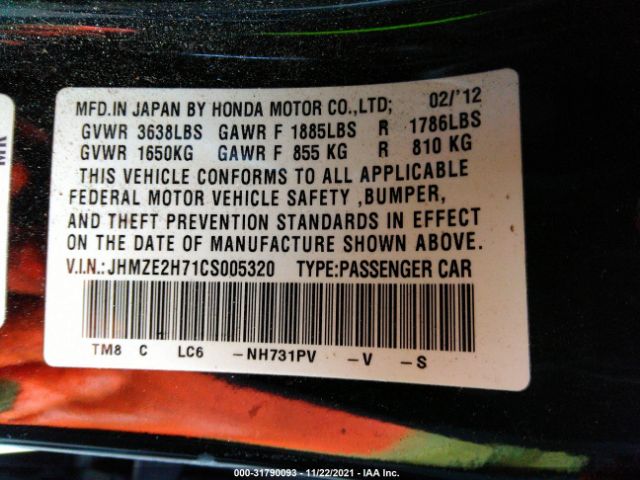 MFD.IN JAPAN BY HONDA MOTOR CO.,LTD; 02/'12
GVWR 3638LBS GAWR F 1885LBS R 1786LBS
GVWR 1650KG GAWR F 855 KG R 810 KG
THIS VEHICLE CONFORMS TO ALL APPLICABLE
FEDERAL MOTOR VEHICLE SAFETY ,BUMPER,
AND THEFT PREVENTION STANDARDS IN EFFECT
ON THE DATE OF MANUFACTURE SHOWN ABOVE.
V.I.N.:JHMZE2H71CS005320 TYPE:PASSENGER CAR
TM8 C LC6 -NH731PV -V -S
000-31790093 - 11/22/2021 - IAA Inc.